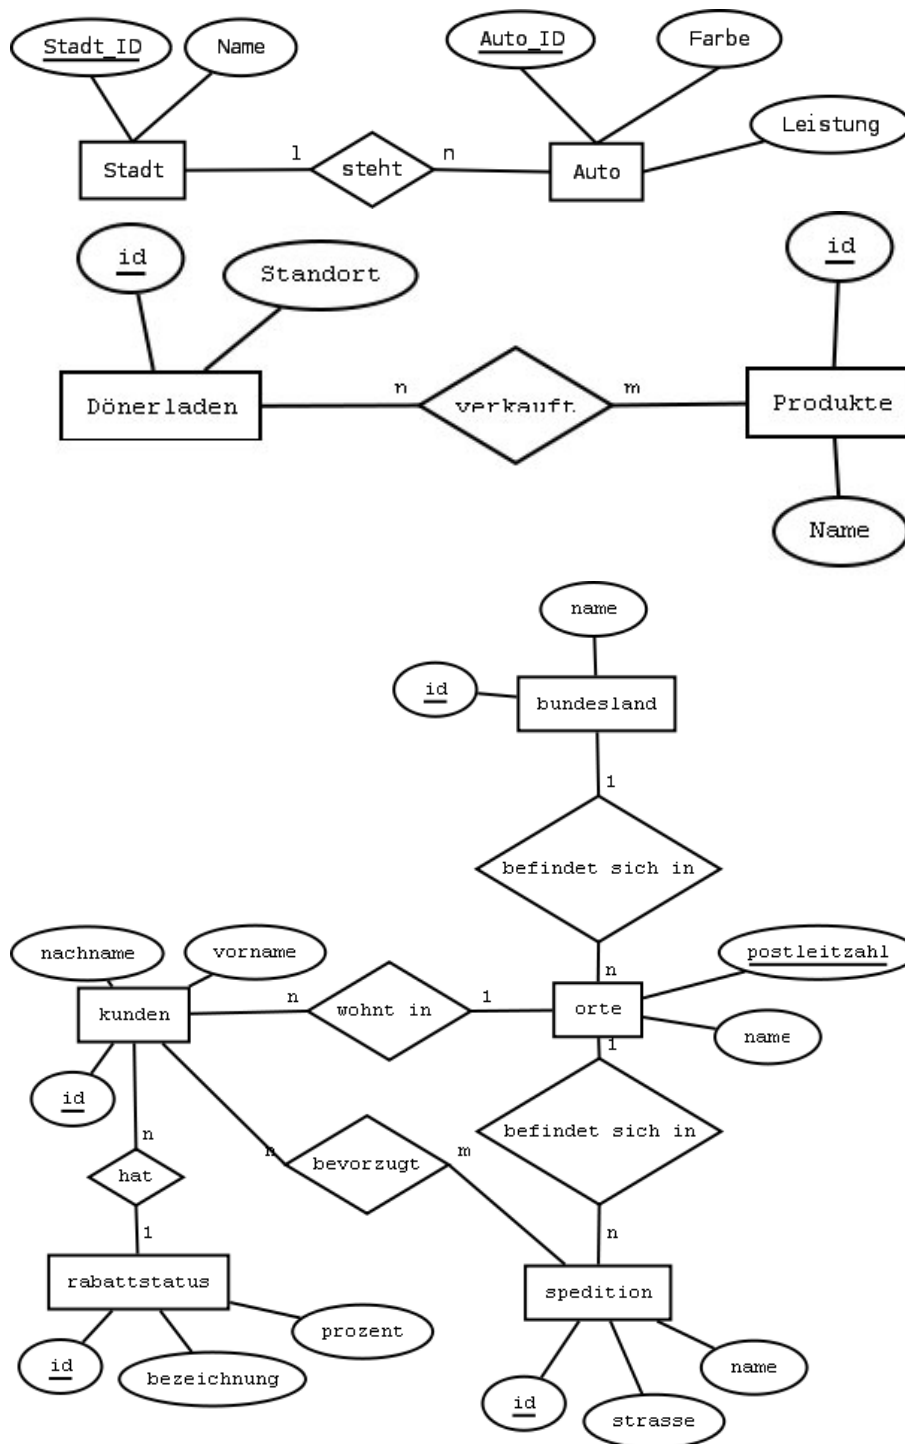 Stadt_ID
Name
Auto_ID
Farbe
Leistung
Stadt
1
steht
n
Auto
id
Standort
id
Dönerladen
n
verkauft
m
Produkte
Name
name
id
bundesland
1
befindet sich in
n
nachname
vorname
postleitzahl
kunden
n
wohnt in
1
orte
name
id
1
befindet sich in
n
n
bevorzugt
m
hat
1
n
rabattstatus
spedition
prozent
id
bezeichnung
name
id
strasse